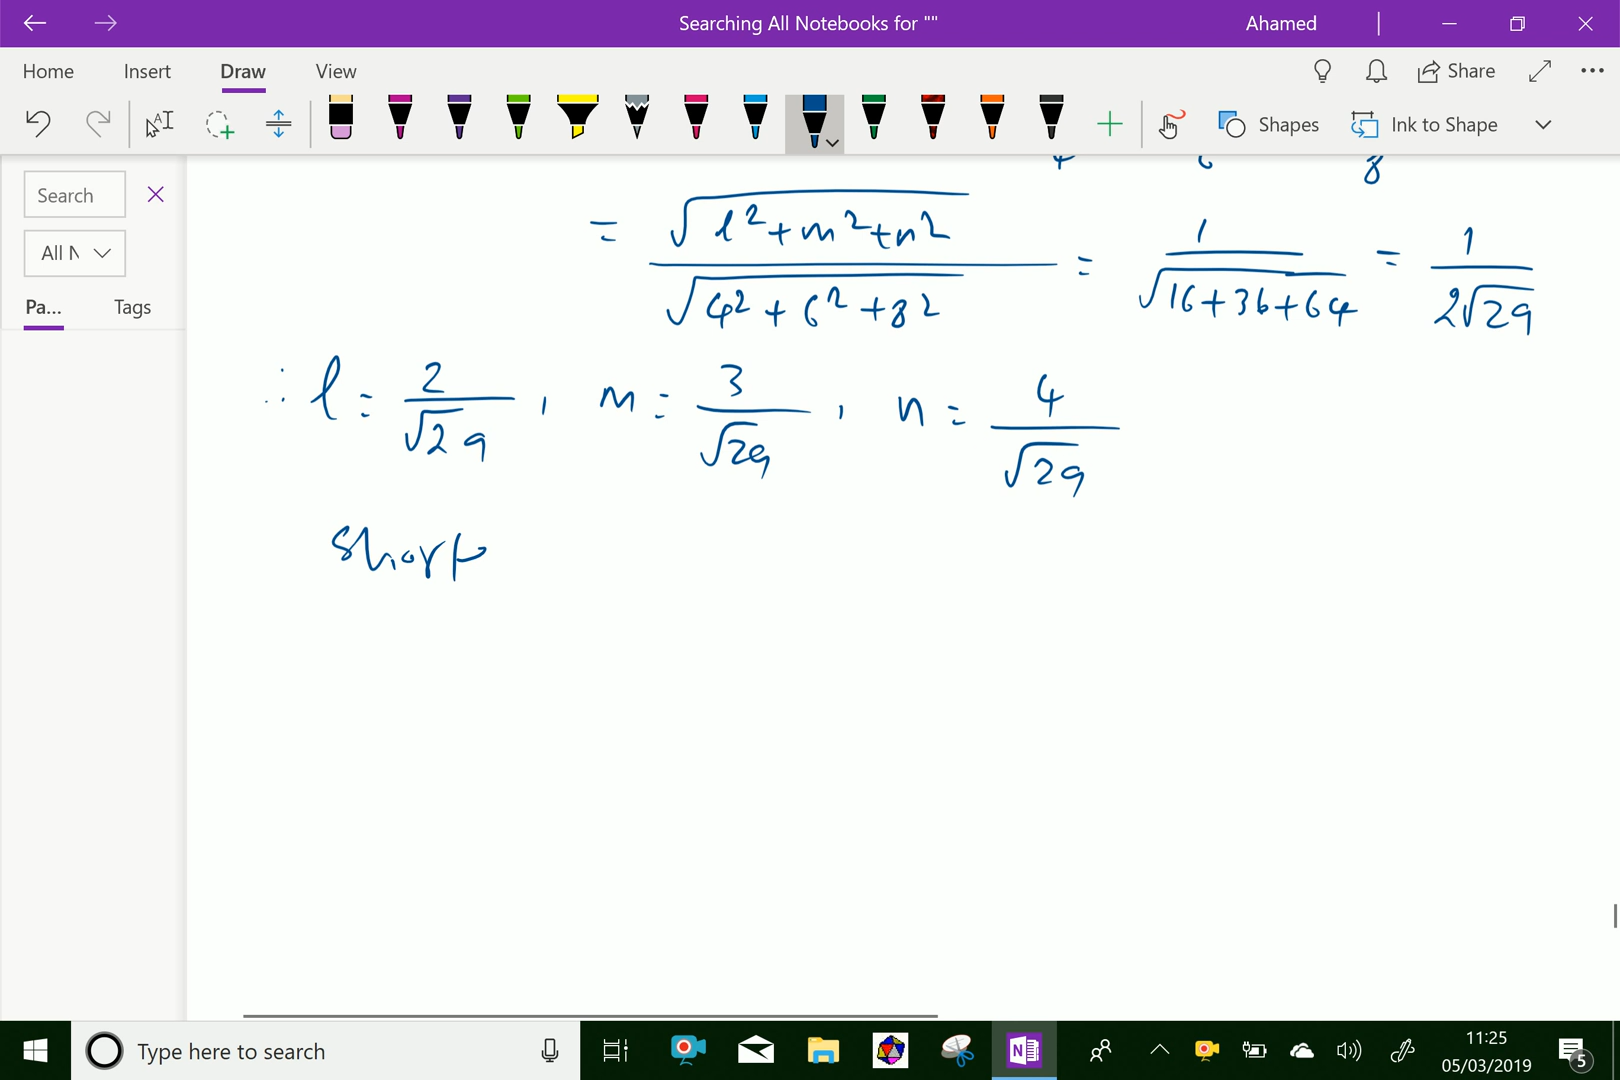 Searching All Notebooks for ""
Ahamed
Home Insert Draw View
Share
Shapes
Ink to Shape
Search
All N
Pa... Tags
8
= √(l²+m²+n²) / √(4²+6²+82) = 1/√(16+36+64) = 1/2√29
∴ l = 2/√29 , m = 3/√29 , n = 4/√29
short
Type here to search
11:25
05/03/2019
5